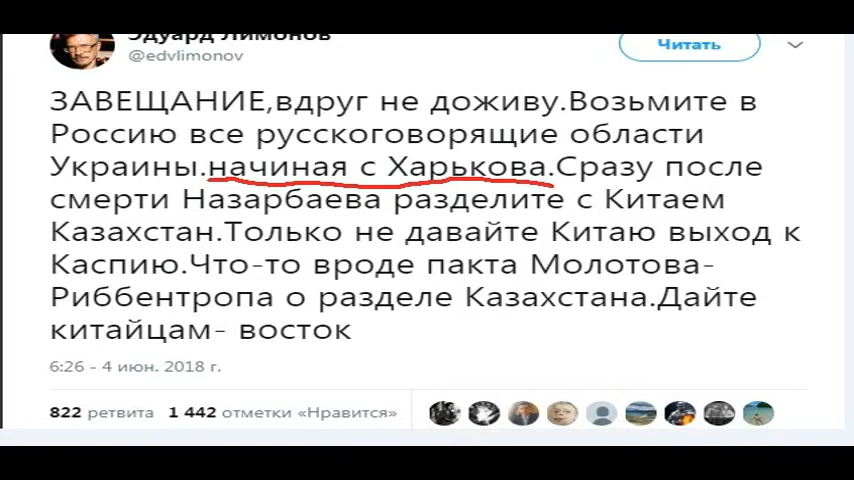 Эдуард Лимонов
@edvlimonov
Читать
ЗАВЕЩАНИЕ,вдруг не доживу.Возьмите в
Россию все русскоговорящие области
Украины.начиная с Харькова.Сразу после
смерти Назарбаева разделите с Китаем
Казахстан.Только не давайте Китаю выход к
Каспию.Что-то вроде пакта Молотова-
Риббентропа о разделе Казахстана.Дайте
китайцам- восток
6:26 - 4 июн. 2018 г.
822 ретвита 1 442 отметки «Нравится»